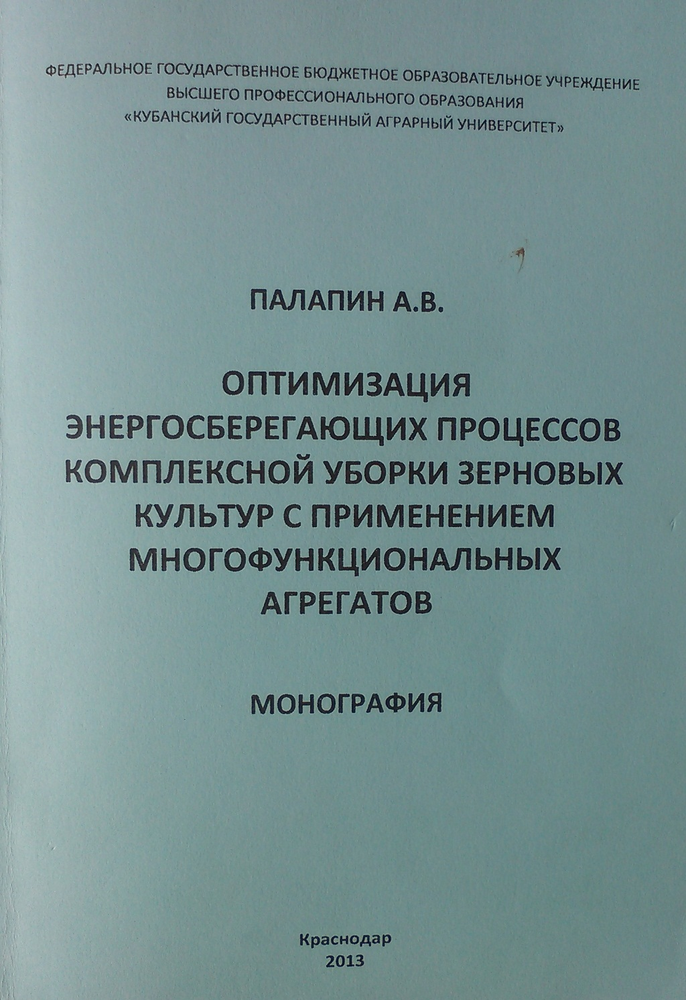 ФЕДЕРАЛЬНОЕ ГОСУДАРСТВЕННОЕ БЮДЖЕТНОЕ ОБРАЗОВАТЕЛЬНОЕ УЧРЕЖДЕНИЕ
ВЫСШЕГО ПРОФЕССИОНАЛЬНОГО ОБРАЗОВАНИЯ
«КУБАНСКИЙ ГОСУДАРСТВЕННЫЙ АГРАРНЫЙ УНИВЕРСИТЕТ»
ПАЛАПИН А.В.
ОПТИМИЗАЦИЯ
ЭНЕРГОСБЕРЕГАЮЩИХ ПРОЦЕССОВ
КОМПЛЕКСНОЙ УБОРКИ ЗЕРНОВЫХ
КУЛЬТУР С ПРИМЕНЕНИЕМ
МНОГОФУНКЦИОНАЛЬНЫХ
АГРЕГАТОВ
МОНОГРАФИЯ
Краснодар
2013